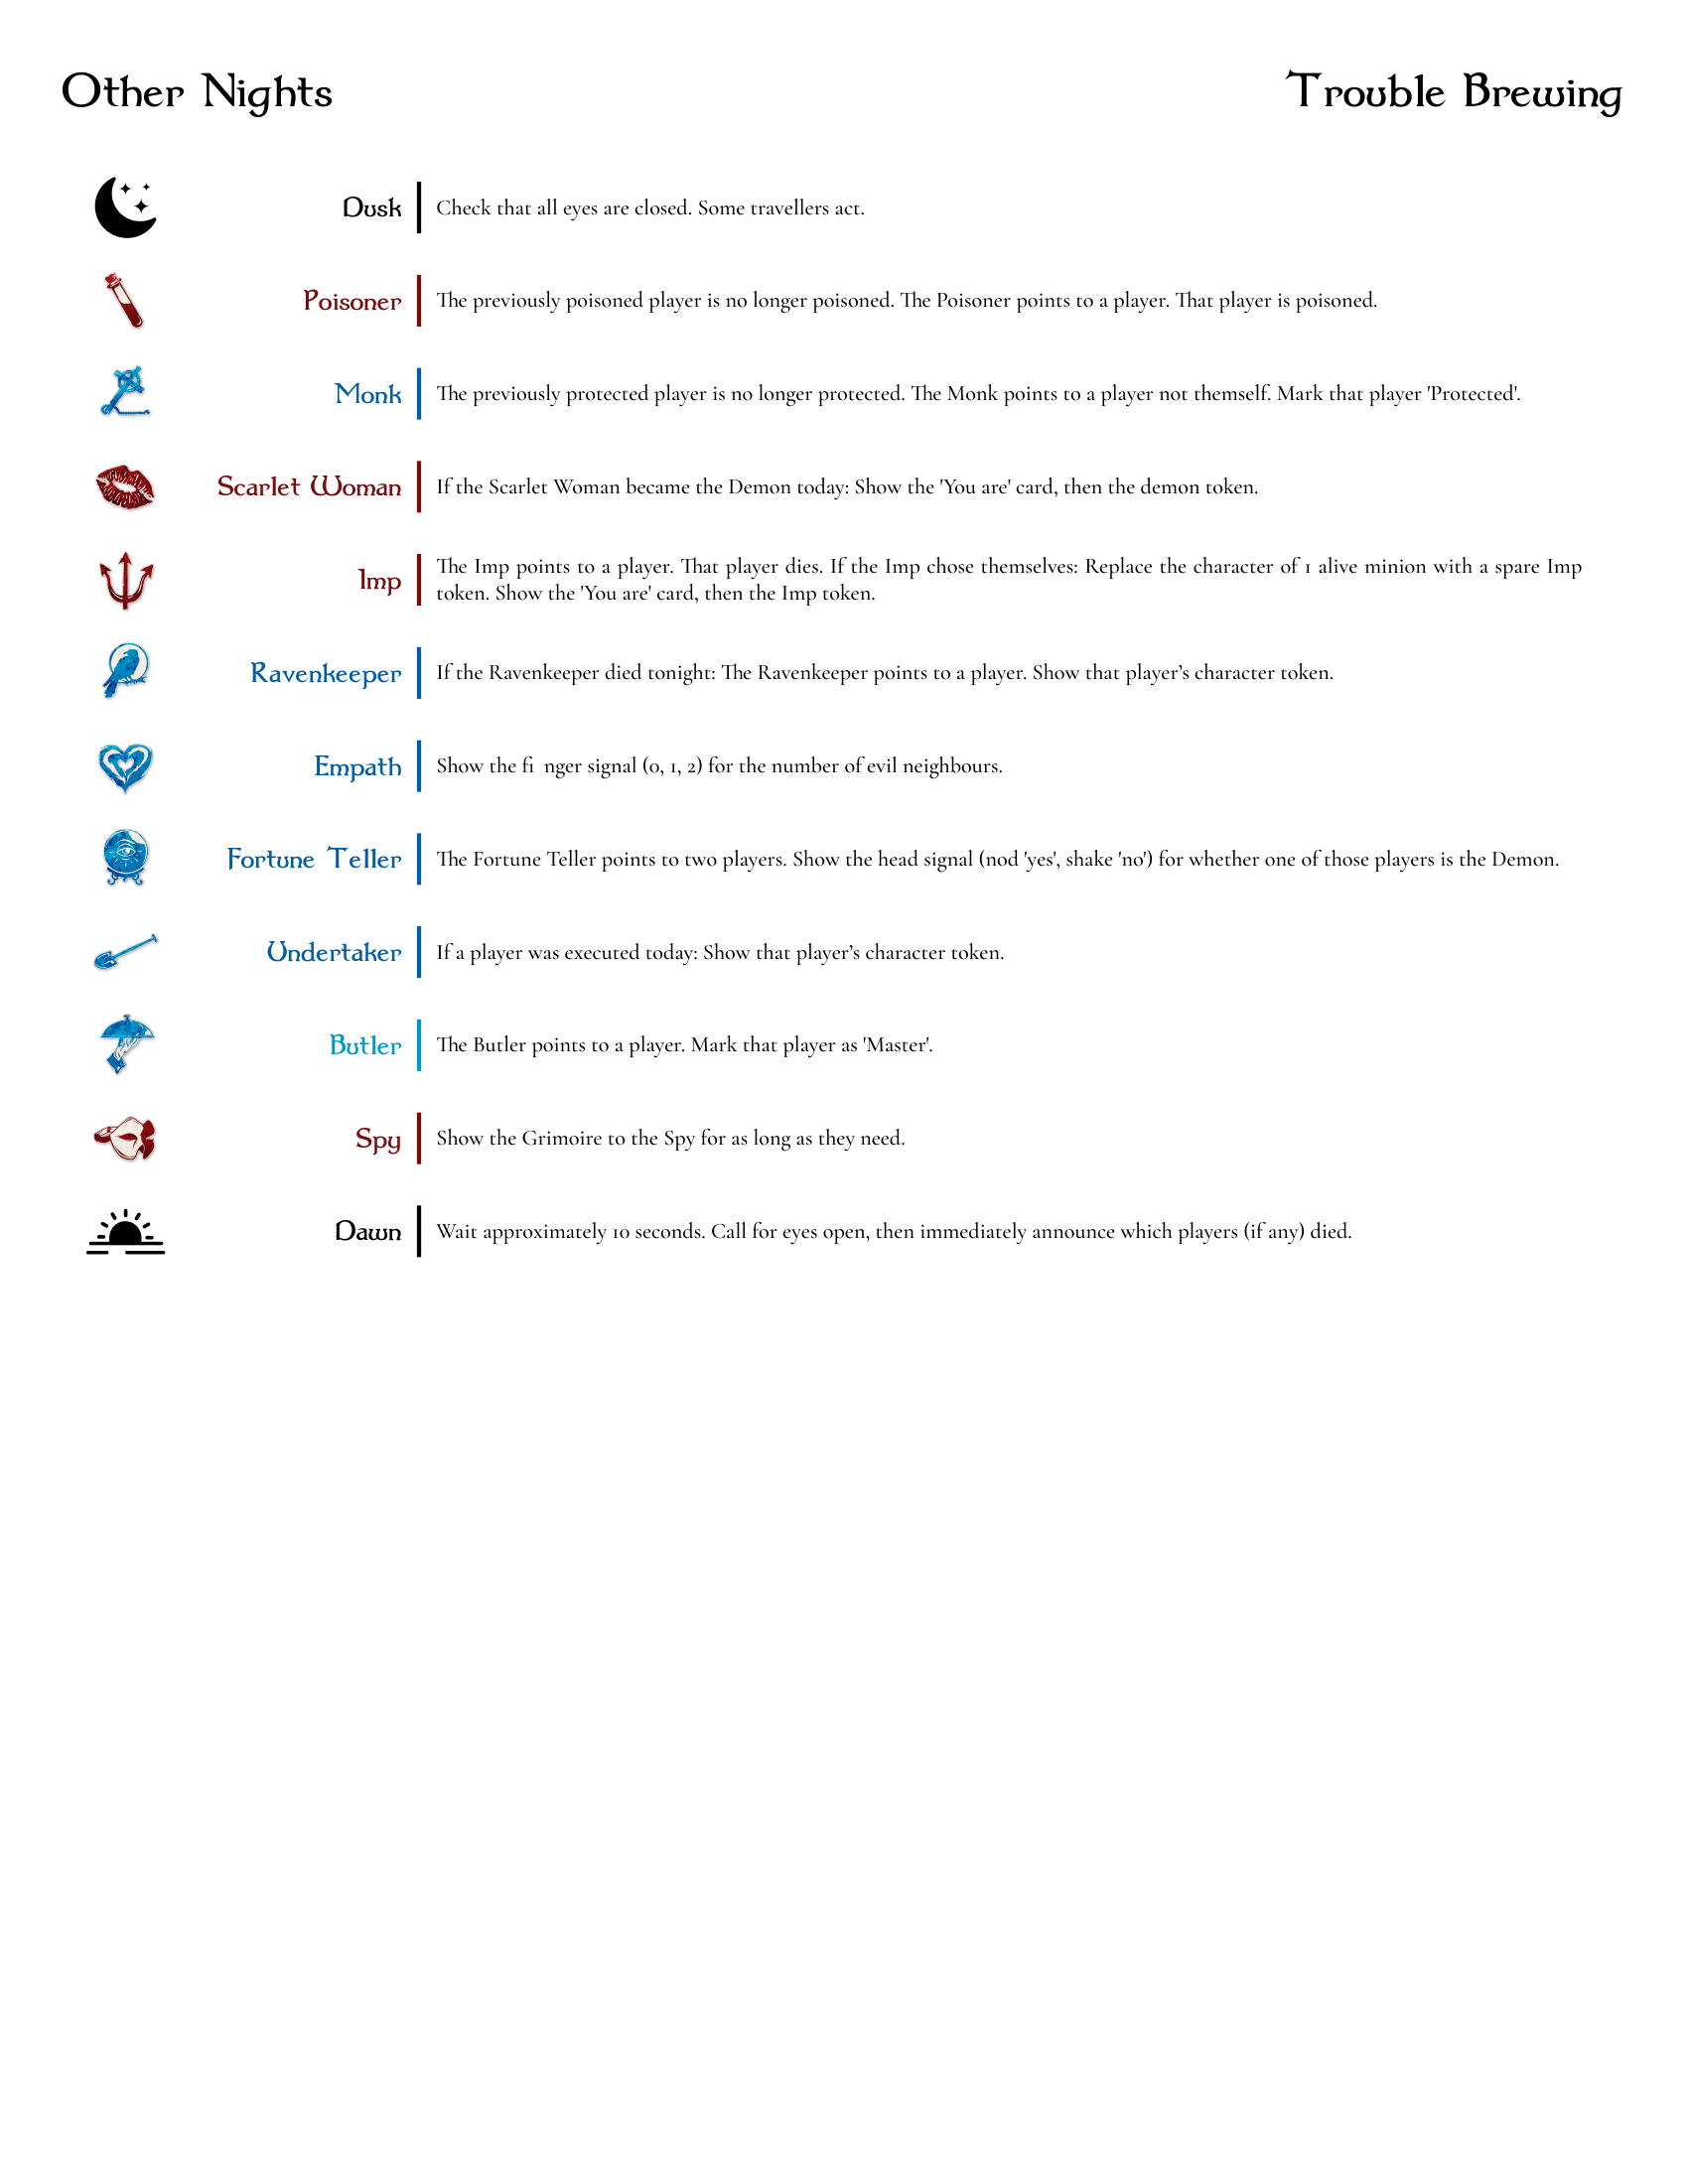 Other Nights
Trouble Brewing
Dusk
Check that all eyes are closed. Some travellers act.
Poisoner
The previously poisoned player is no longer poisoned. The Poisoner points to a player. That player is poisoned.
Monk
The previously protected player is no longer protected. The Monk points to a player not themself. Mark that player 'Protected'.
Scarlet Woman
If the Scarlet Woman became the Demon today: Show the 'You are' card, then the demon token.
Imp
The Imp points to a player. That player dies. If the Imp chose themselves: Replace the character of 1 alive minion with a spare Imp
token. Show the 'You are' card, then the Imp token.
Ravenkeeper
If the Ravenkeeper died tonight: The Ravenkeeper points to a player. Show that player’s character token.
Empath
Show the fi nger signal (0, 1, 2) for the number of evil neighbours.
Fortune Teller
The Fortune Teller points to two players. Show the head signal (nod 'yes', shake 'no') for whether one of those players is the Demon.
Undertaker
If a player was executed today: Show that player’s character token.
Butler
The Butler points to a player. Mark that player as 'Master'.
Spy
Show the Grimoire to the Spy for as long as they need.
Dawn
Wait approximately 10 seconds. Call for eyes open, then immediately announce which players (if any) died.